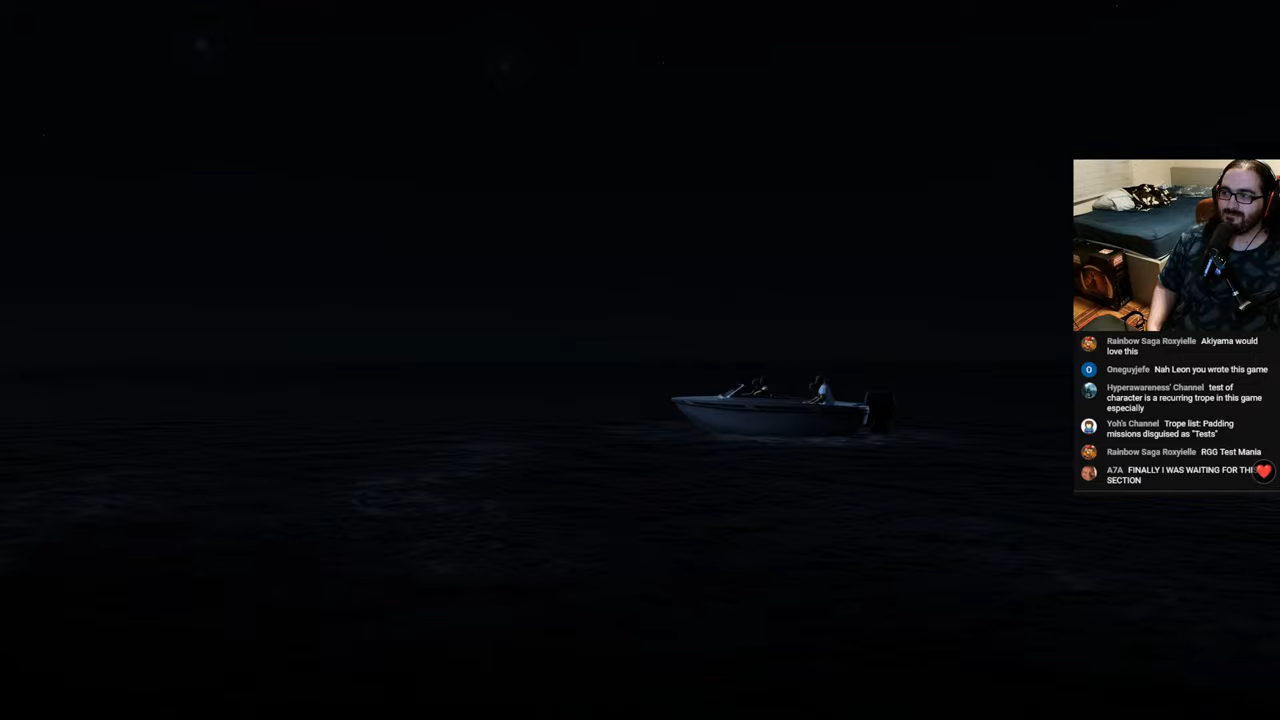 Rainbow Saga Roxyielle Akiyama would
love this
Oneguyjefe Nah Leon you wrote this game
Hyperawareness' Channel test of
character is a recurring trope in this game
especially
Yoh's Channel Trope list: Padding
missions disguised as "Tests"
Rainbow Saga Roxyielle RGG Test Mania
A7A FINALLY I WAITING FOR THIS
SECTION